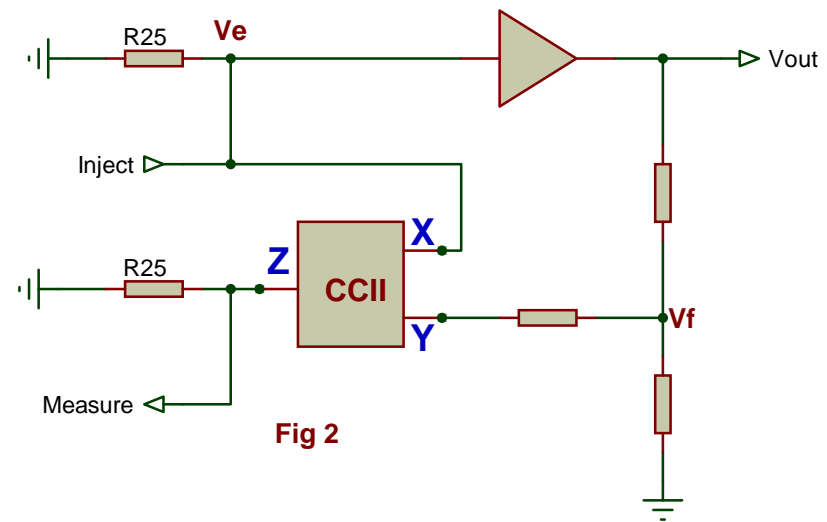 R25
Ve
Vout
Inject
X
R25
Z
CCII
Y
Vf
Measure
Fig 2